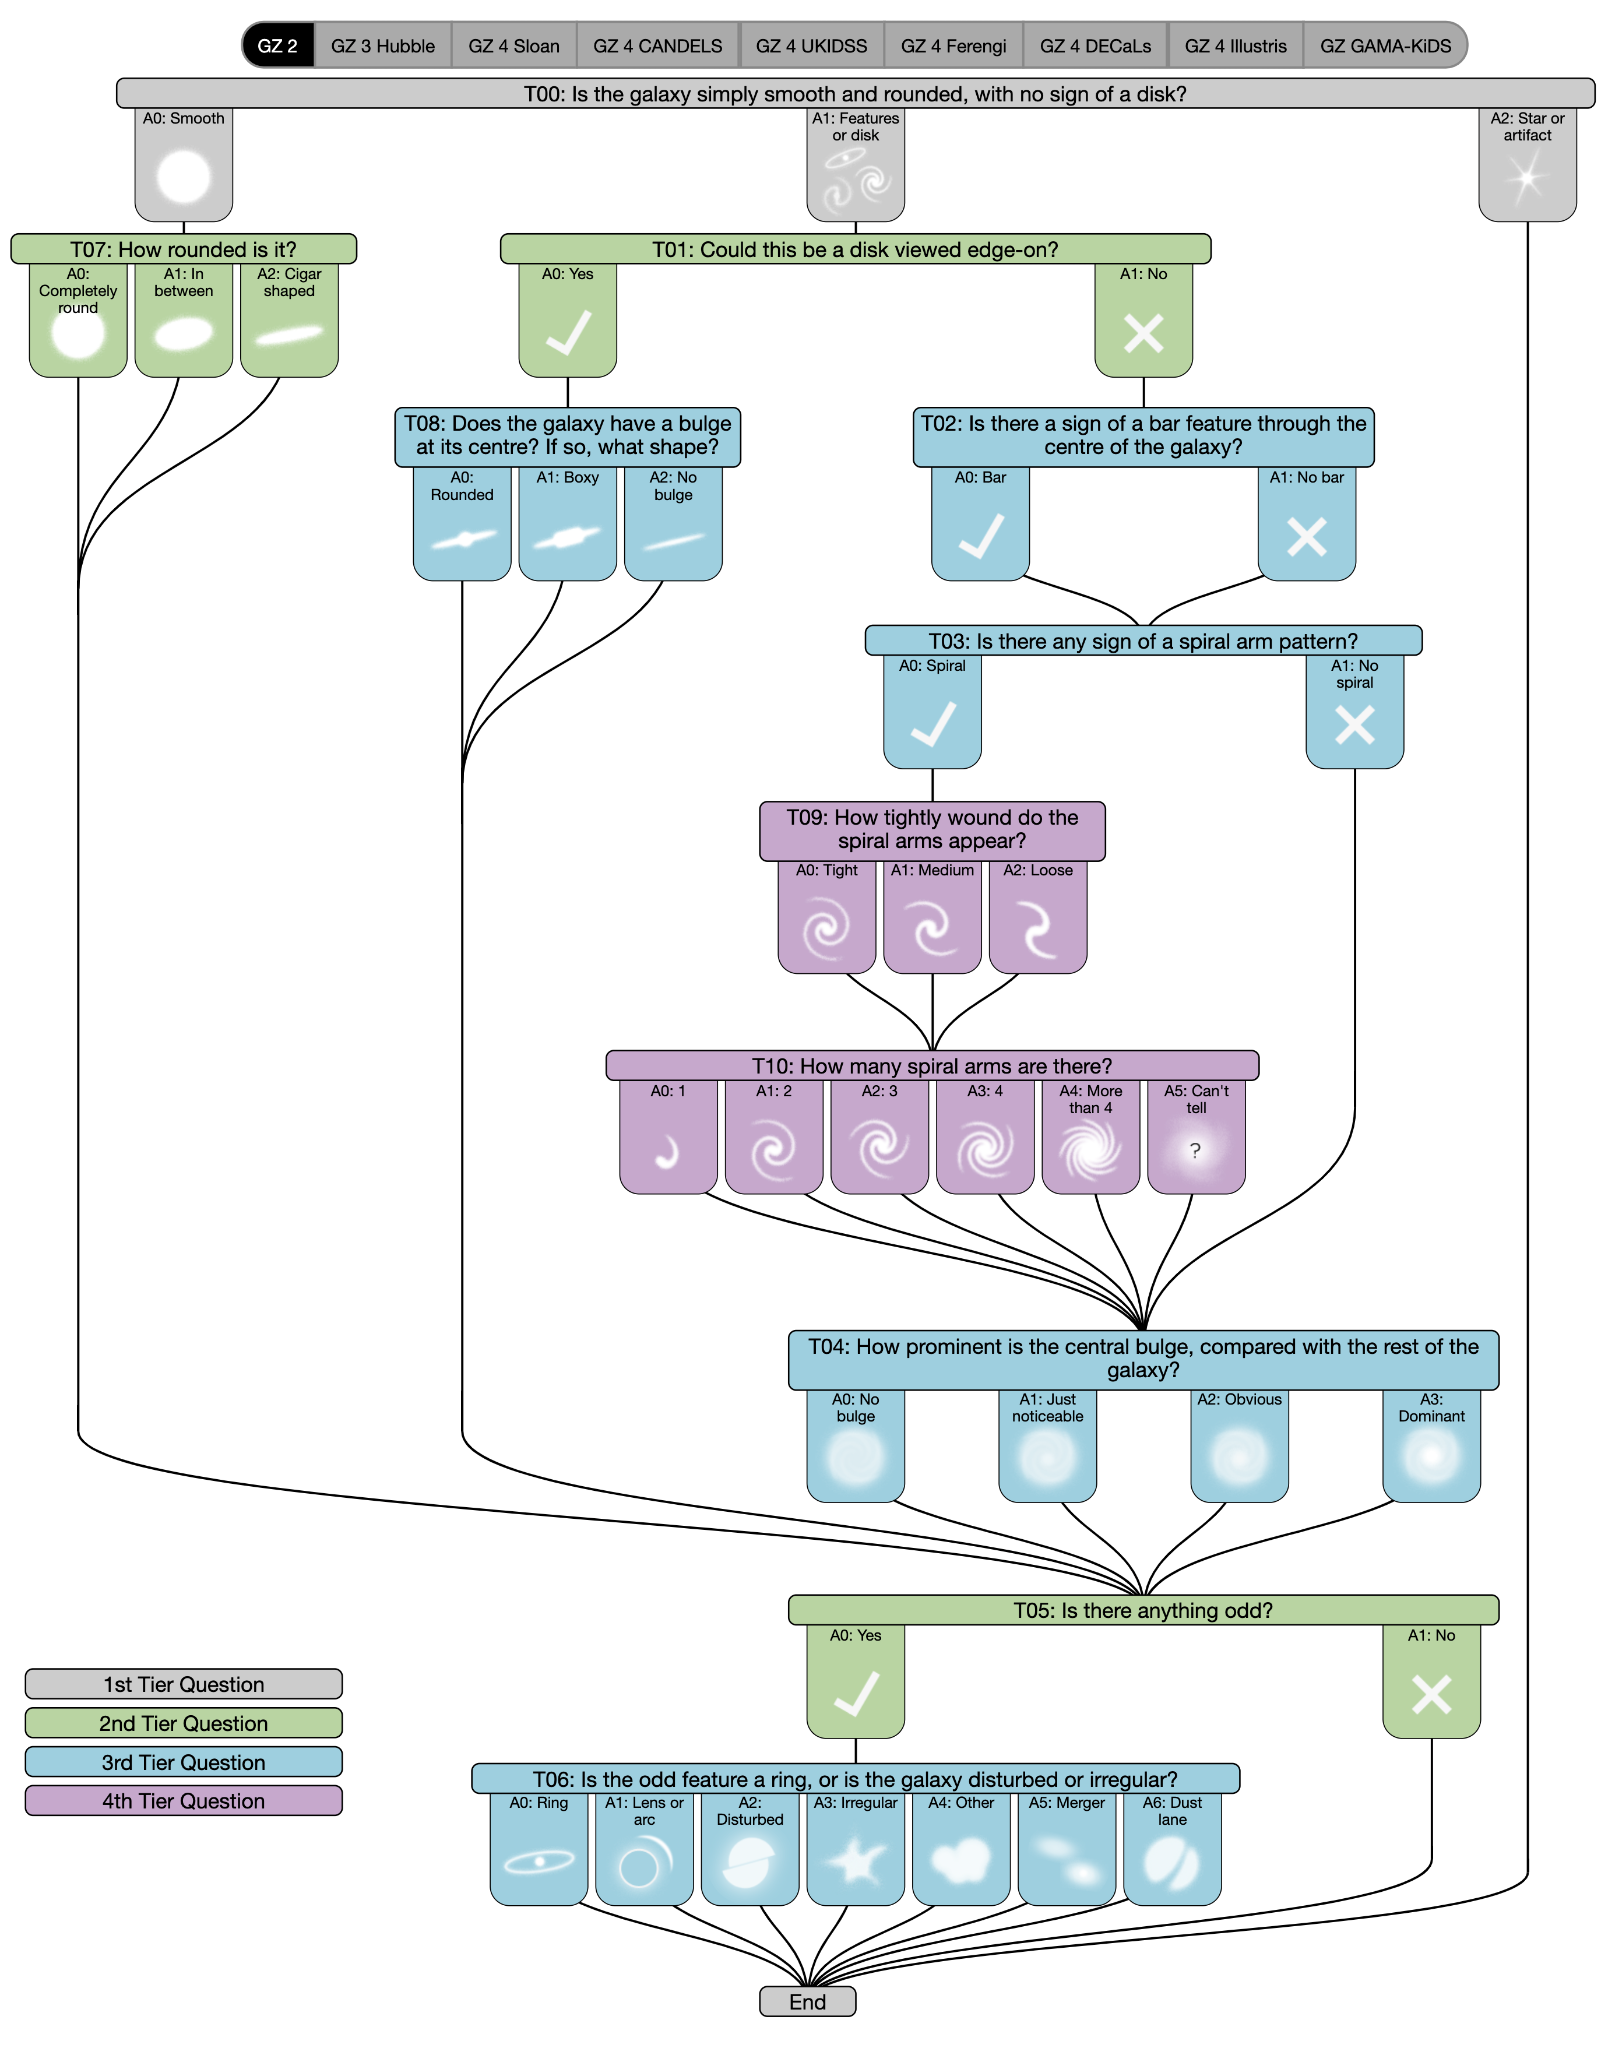 GZ 2
GZ 3 Hubble
GZ 4 Sloan
GZ 4 CANDELS
GZ 4 UKIDSS
GZ 4 Ferengi
GZ 4 DECaLs
GZ 4 Illustris
GZ GAMA-KiDS
T00: Is the galaxy simply smooth and rounded, with no sign of a disk?
A0: Smooth
A1: Features
or disk
A2: Star or
artifact
T07: How rounded is it?
A0:
Completely
round
A1: In
between
A2: Cigar
shaped
T01: Could this be a disk viewed edge-on?
A0: Yes
A1: No
T08: Does the galaxy have a bulge
at its centre? If so, what shape?
A0:
Rounded
A1: Boxy
A2: No
bulge
T02: Is there a sign of a bar feature through the
centre of the galaxy?
A0: Bar
A1: No bar
T03: Is there any sign of a spiral arm pattern?
A0: Spiral
A1: No
spiral
T09: How tightly wound do the
spiral arms appear?
A0: Tight
A1: Medium
A2: Loose
T10: How many spiral arms are there?
A0: 1
A1: 2
A2: 3
A3: 4
A4: More
than 4
A5: Can't
tell
?
T04: How prominent is the central bulge, compared with the rest of the
galaxy?
A0: No
bulge
A1: Just
noticeable
A2: Obvious
A3:
Dominant
T05: Is there anything odd?
A0: Yes
A1: No
1st Tier Question
2nd Tier Question
3rd Tier Question
4th Tier Question
T06: Is the odd feature a ring, or is the galaxy disturbed or irregular?
A0: Ring
A1: Lens or
arc
A2:
Disturbed
A3: Irregular
A4: Other
A5: Merger
A6: Dust
lane
End